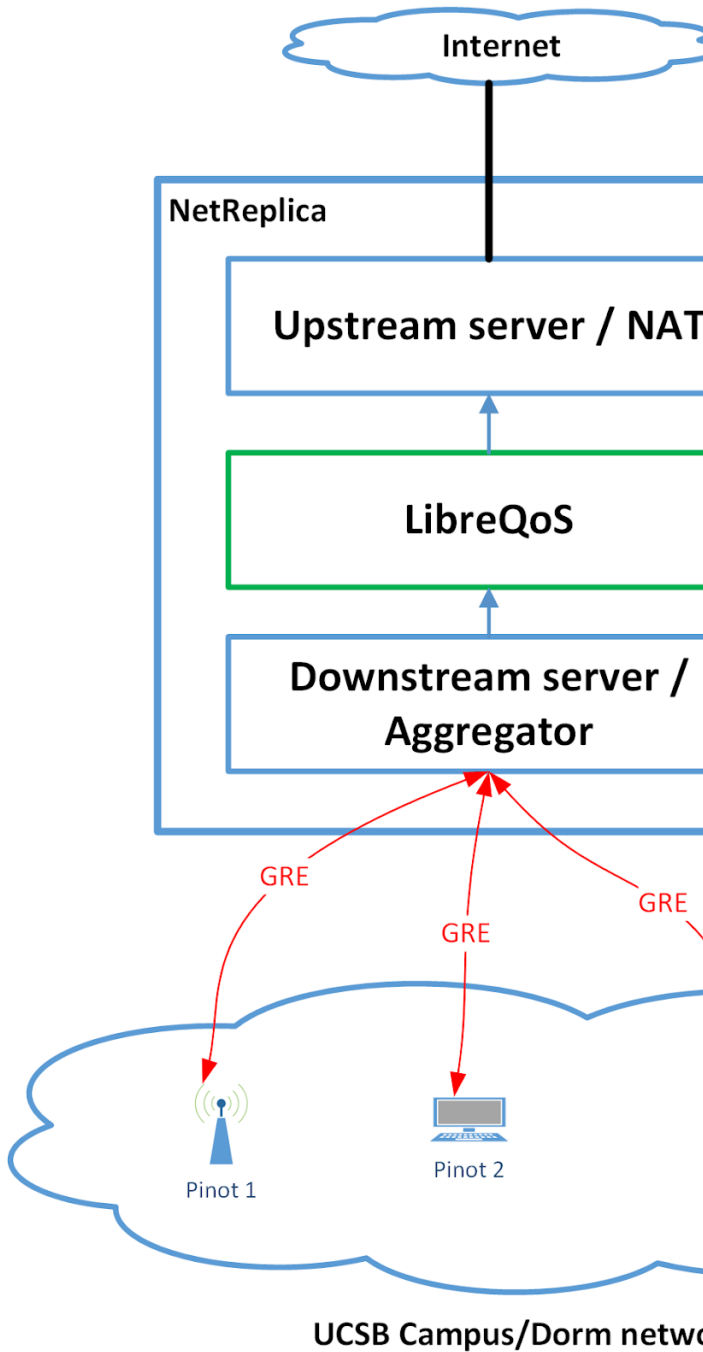 Internet
NetReplica
Upstream server / NAT
LibreQoS
Downstream server /
Aggregator
GRE
GRE
GRE
Pinot 1
Pinot 2
UCSB Campus/Dorm